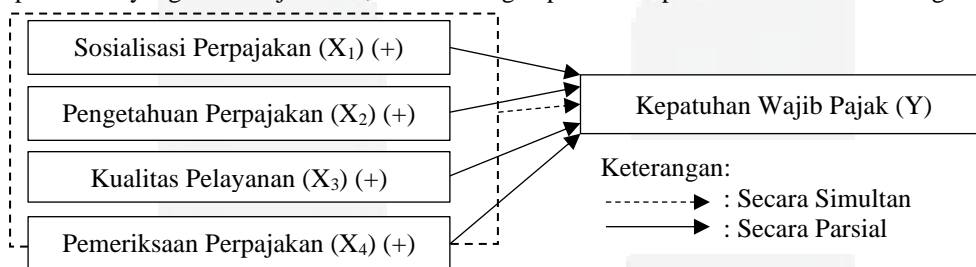 Sosialisasi Perpajakan (X₁) (+)
Pengetahuan Perpajakan (X₂) (+)
Kualitas Pelayanan (X₃) (+)
Pemeriksaan Perpajakan (X₄) (+)
Kepatuhan Wajib Pajak (Y)
Keterangan:
: Secara Simultan
: Secara Parsial